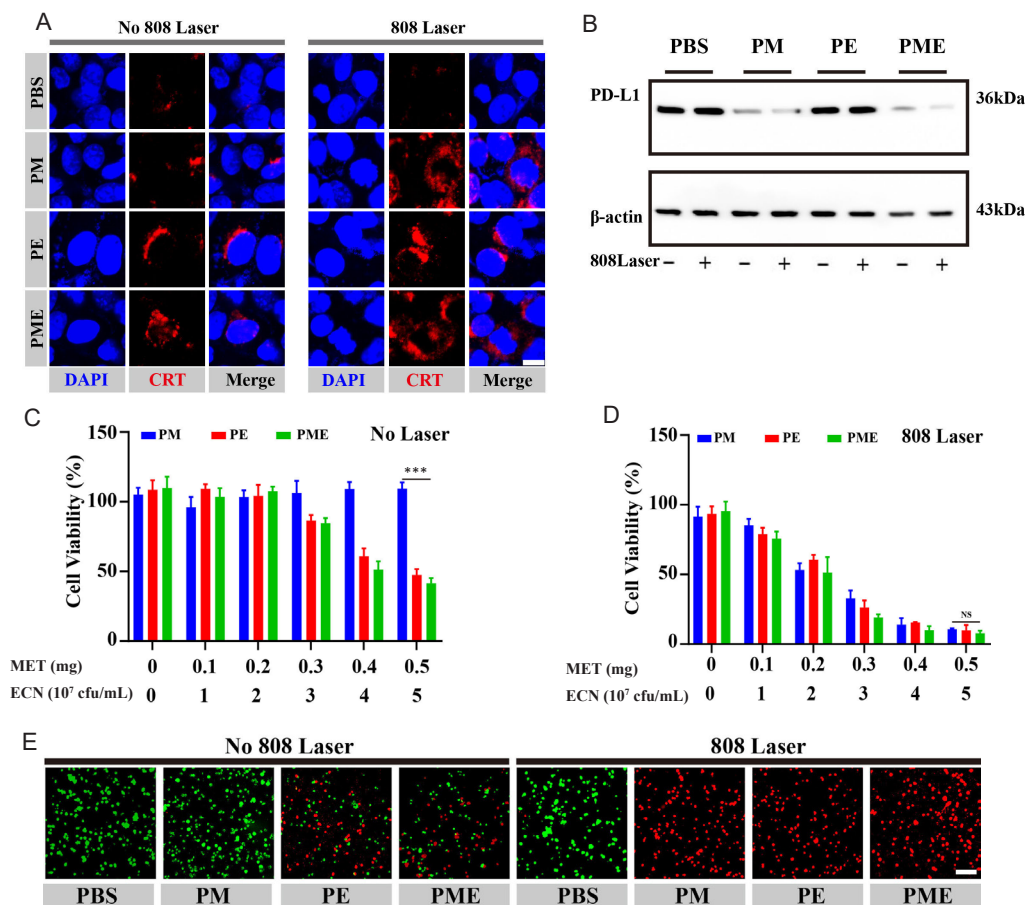 A
No 808 Laser
808 Laser
PBS
PM
PE
PME
DAPI
CRT
Merge
DAPI
CRT
Merge
B
PBS
PM
PE
PME
PD-L1
36kDa
β-actin
43kDa
808Laser
− + − + − + − +
C
PM PE PME
No Laser
Cell Viability (%)
150
100
50
0
***
MET (mg) 0 0.1 0.2 0.3 0.4 0.5
ECN (10⁷ cfu/mL) 0 1 2 3 4 5
D
PM PE PME
808 Laser
Cell Viability (%)
150
100
50
0
NS
MET (mg) 0 0.1 0.2 0.3 0.4 0.5
ECN (10⁷ cfu/mL) 0 1 2 3 4 5
E
No 808 Laser
808 Laser
PBS PM PE PME PBS PM PE PME